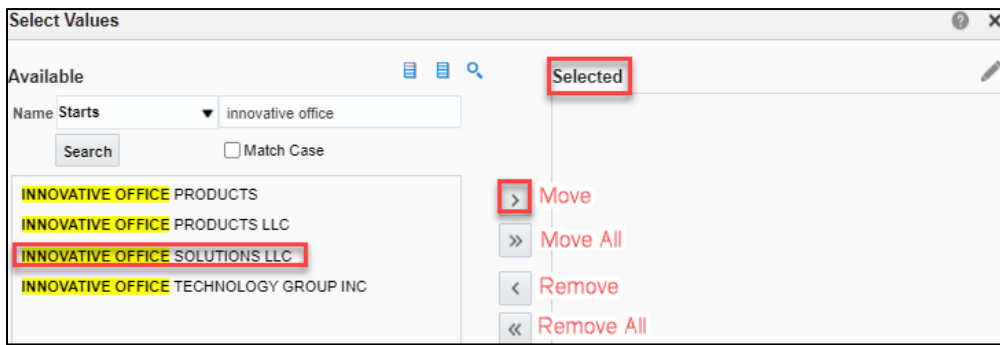 Select Values
Available
Selected
Name Starts innovative office
Search Match Case
INNOVATIVE OFFICE PRODUCTS
INNOVATIVE OFFICE PRODUCTS LLC
INNOVATIVE OFFICE SOLUTIONS LLC
INNOVATIVE OFFICE TECHNOLOGY GROUP INC
> Move
» Move All
< Remove
« Remove All